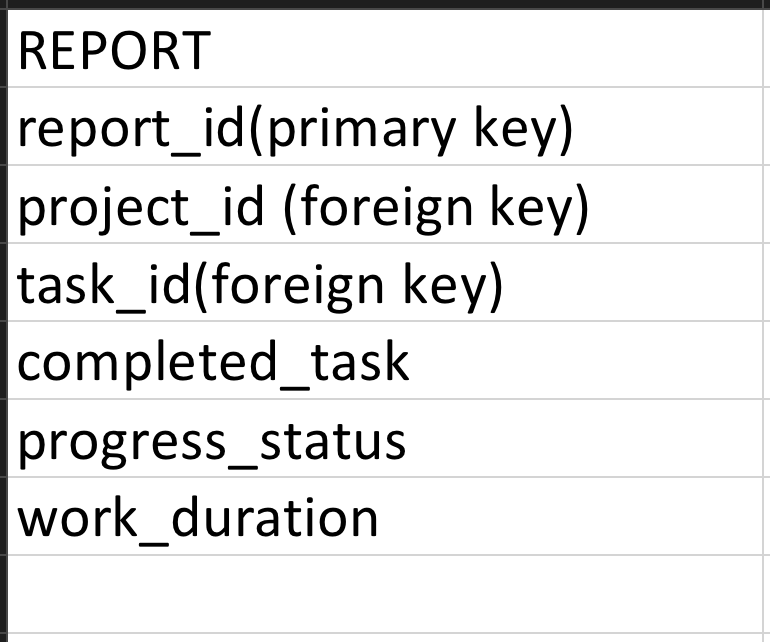 REPORT
report_id(primary key)
project_id (foreign key)
task_id(foreign key)
completed_task
progress_status
work_duration